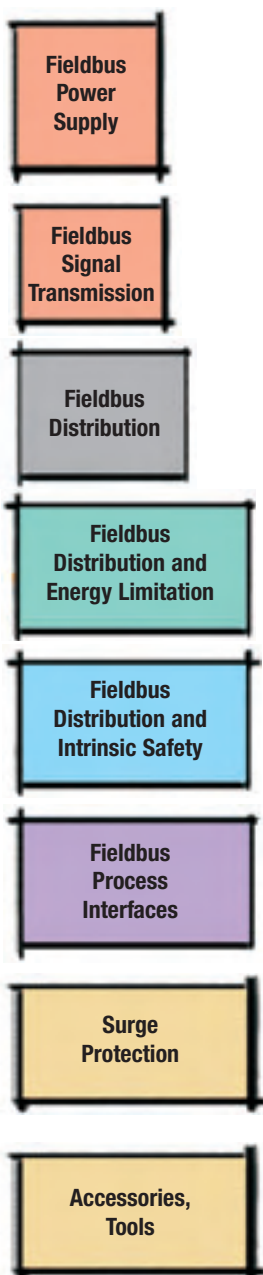 Fieldbus
Power
Supply
Fieldbus
Signal
Transmission
Fieldbus
Distribution
Fieldbus
Distribution and
Energy Limitation
Fieldbus
Distribution and
Intrinsic Safety
Fieldbus
Process
Interfaces
Surge
Protection
Accessories,
Tools